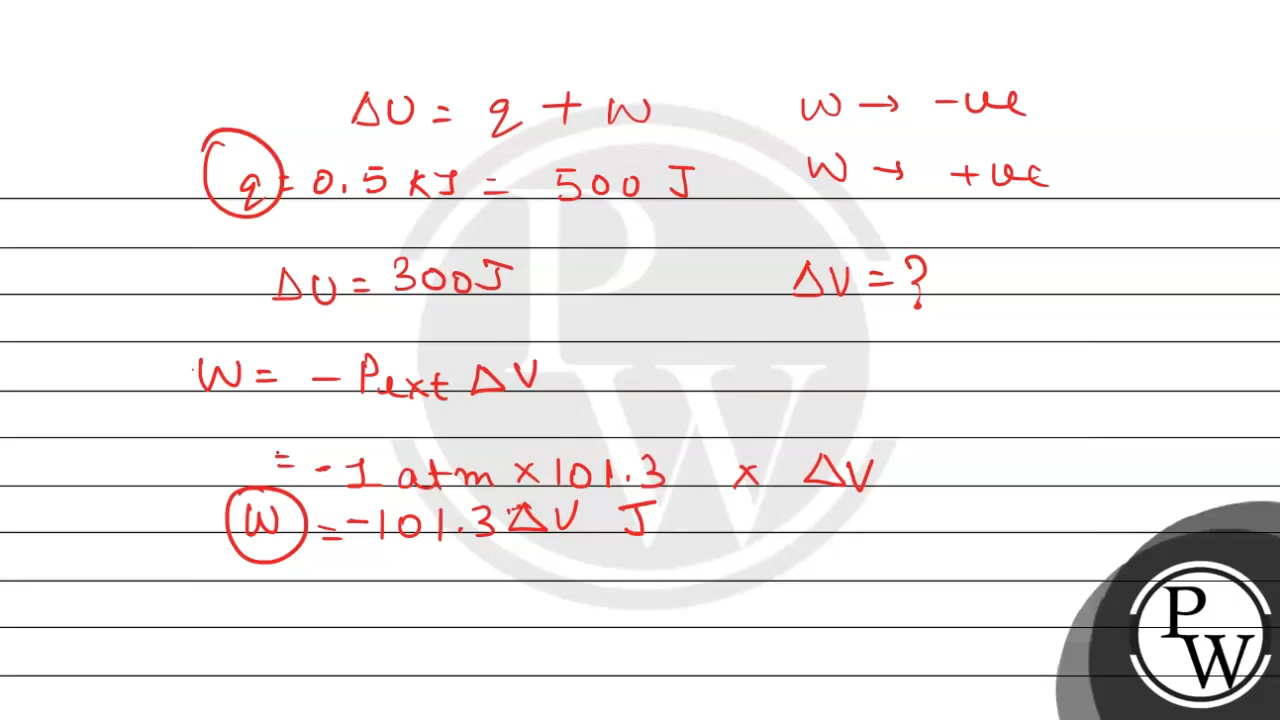 ΔU = q + W W → -ve
q = 0.5 KJ = 500 J W → +ve
ΔU = 300J ΔV = ?
W = - Pext ΔV
= - 1 atm × 101.3 × ΔV
W = -101.3 ΔV J
P
W
PW